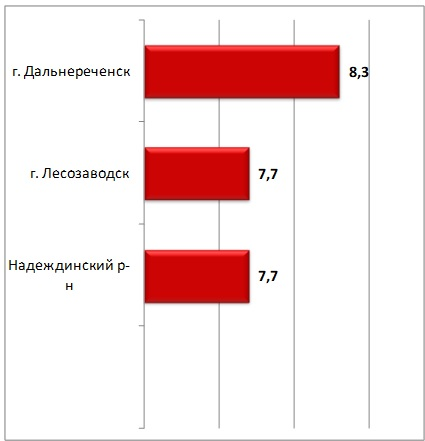 г. Дальнереченск
8,3
г. Лесозаводск
7,7
Надеждинский р-
н
7,7